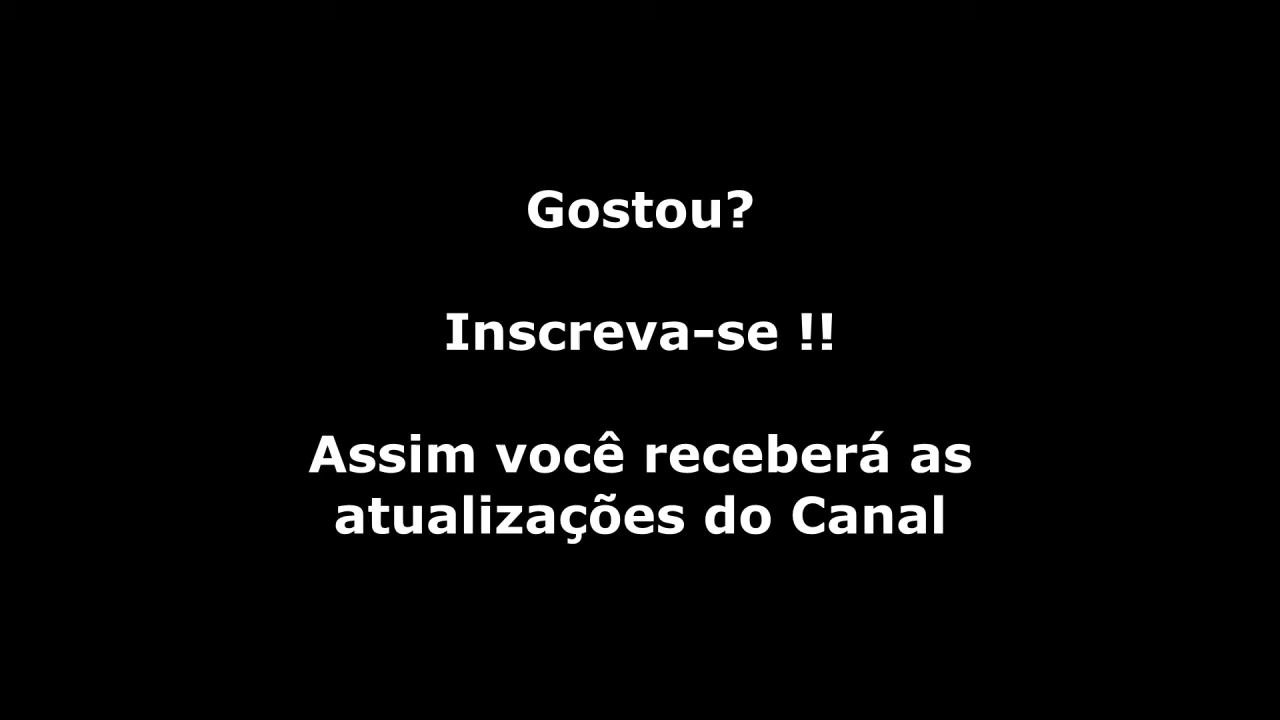 Gostou?
Inscreva-se !!
Assim você receberá as
atualizações do Canal